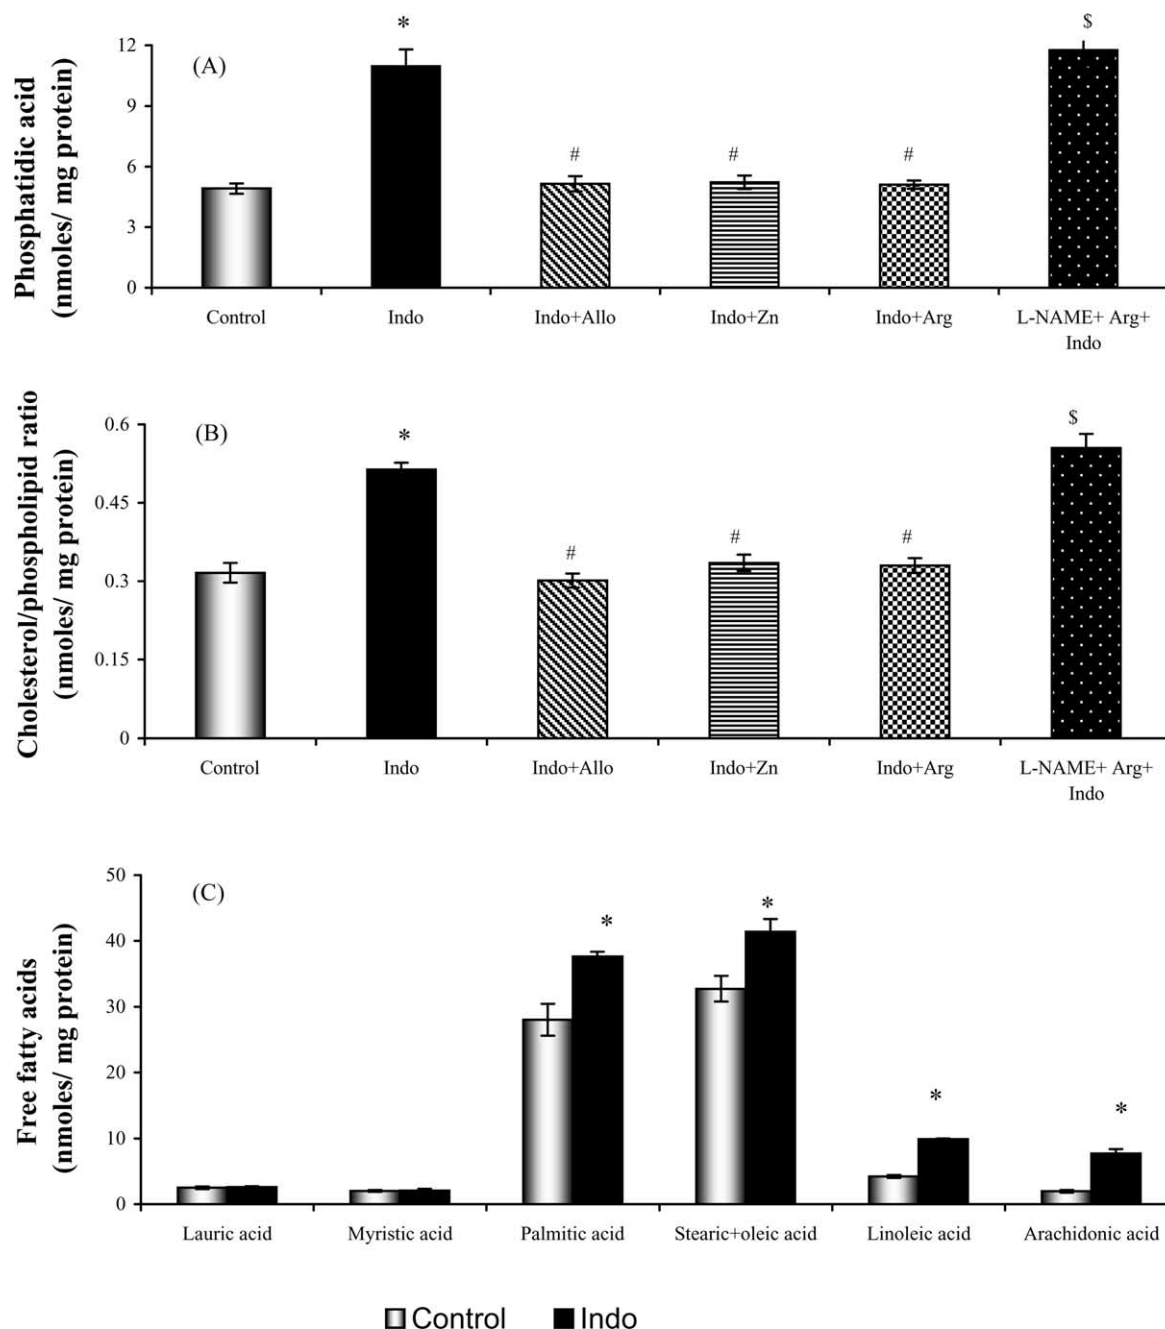 Phosphatidic acid
(nmoles/ mg protein)
(A)
12
9
6
3
0
*
#
#
#
$
Control
Indo
Indo+Allo
Indo+Zn
Indo+Arg
L-NAME+ Arg+
Indo
Cholesterol/phospholipid ratio
(nmoles/ mg protein)
(B)
0.6
0.45
0.3
0.15
0
*
#
#
#
$
Control
Indo
Indo+Allo
Indo+Zn
Indo+Arg
L-NAME+ Arg+
Indo
Free fatty acids
(nmoles/ mg protein)
(C)
50
40
30
20
10
0
*
*
*
*
Lauric acid
Myristic acid
Palmitic acid
Stearic+oleic acid
Linoleic acid
Arachidonic acid
Control
Indo